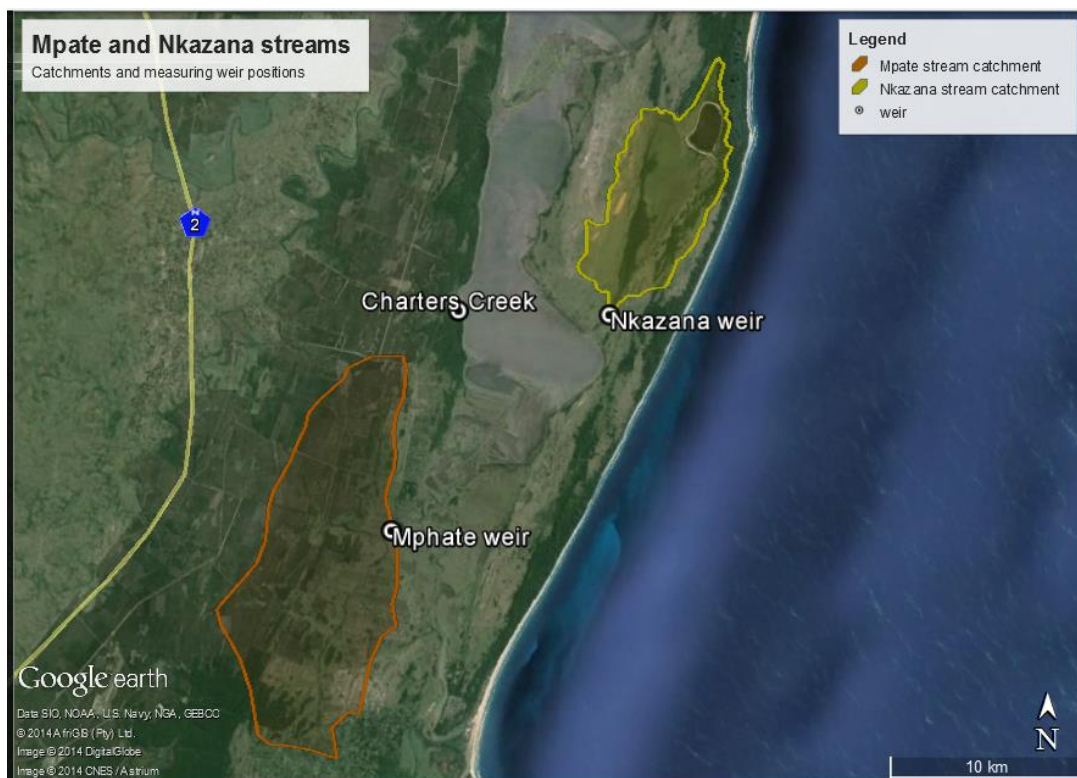 Mpate and Nkazana streams
Catchments and measuring weir positions
Legend
Mpate stream catchment
Nkazana stream catchment
weir
N
2
Charters Creek
Nkazana weir
Mphate weir
Google earth
Data SIO, NOAA, U.S. Navy, NGA, GEBCO
© 2014 AfriGIS (Pty) Ltd.
Image © 2014 DigitalGlobe
Image © 2014 CNES / Astrium
N
10 km